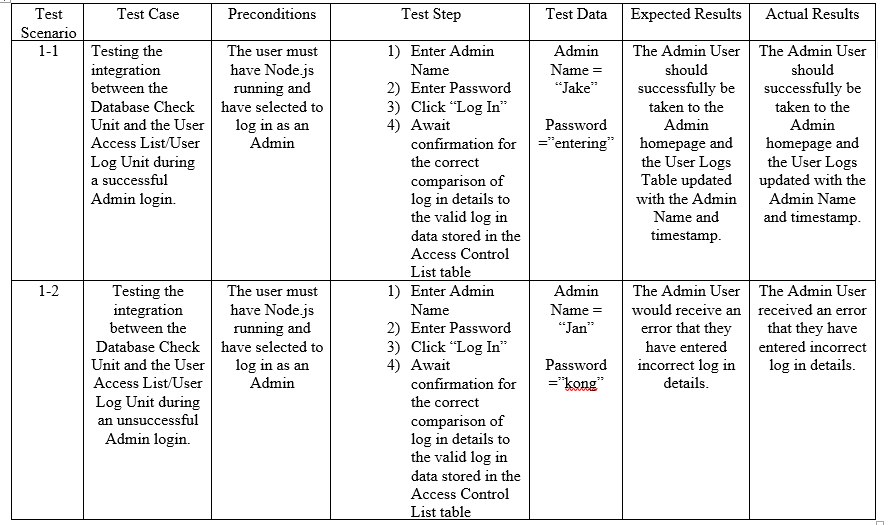 Test Scenario
Test Case
Preconditions
Test Step
Test Data
Expected Results
Actual Results
1-1
Testing the
integration
between the
Database Check
Unit and the User
Access List/User
Log Unit during
a successful
Admin login.
The user must
have Node.js
running and
have selected to
log in as an
Admin
1) Enter Admin
Name
2) Enter Password
3) Click “Log In”
4) Await
confirmation for
the correct
comparison of
log in details to
the valid log in
data stored in the
Access Control
List table
Admin
Name =
“Jake”
Password
=”entering”
The Admin User
should
successfully be
taken to the
Admin
homepage and
the User Logs
Table updated
with the Admin
Name and
timestamp.
The Admin User
should
successfully be
taken to the
Admin
homepage and
the User Logs
updated with the
Admin Name
and timestamp.
1-2
Testing the
integration
between the
Database Check
Unit and the User
Access List/User
Log Unit during
an unsuccessful
Admin login.
The user must
have Node.js
running and
have selected to
log in as an
Admin
1) Enter Admin
Name
2) Enter Password
3) Click “Log In”
4) Await
confirmation for
the correct
comparison of
log in details to
the valid log in
data stored in the
Access Control
List table
Admin
Name =
“Jan”
Password
=”kong”
The Admin User
would receive an
error that they
have entered
incorrect log in
details.
The Admin User
received an error
that they have
entered incorrect
log in details.